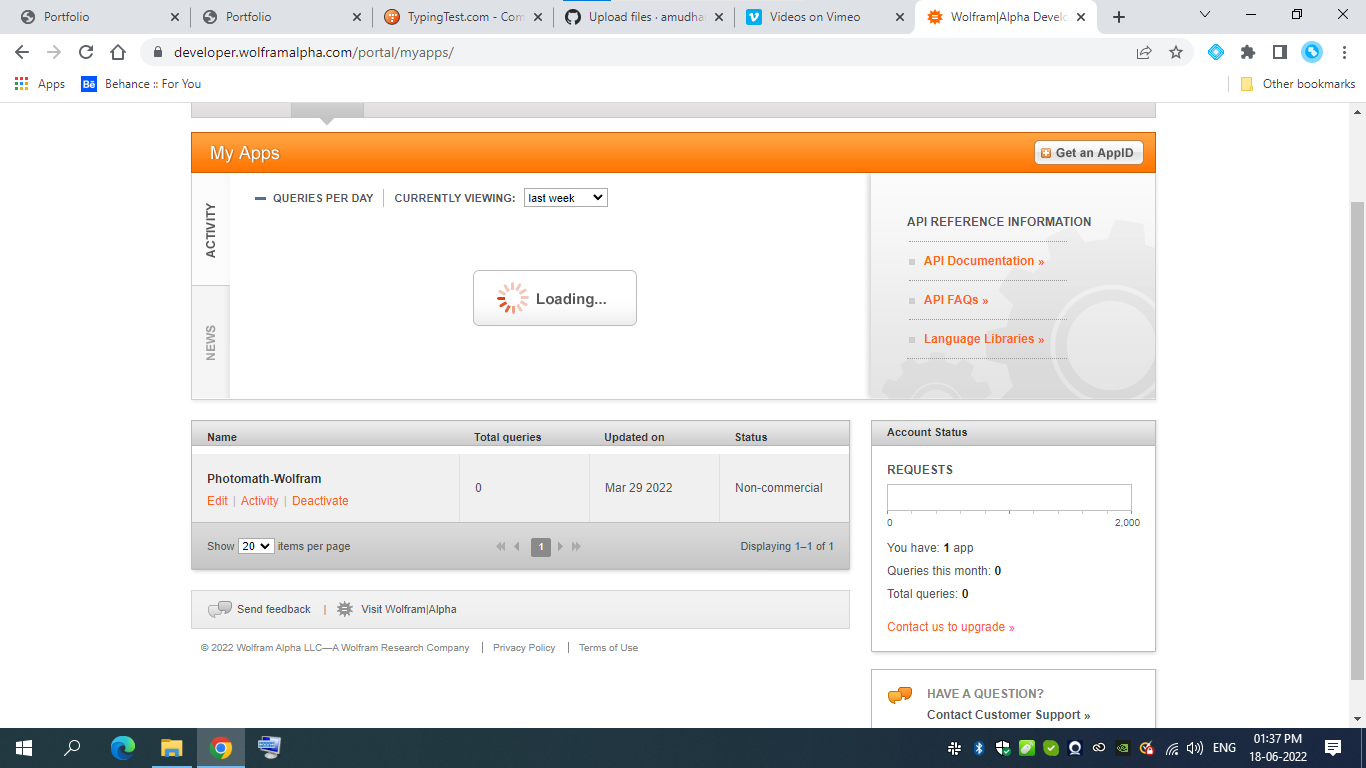 Portfolio
Portfolio
TypingTest.com - Com
Upload files · amudha
Videos on Vimeo
Wolfram|Alpha Develo
developer.wolframalpha.com/portal/myapps/
Apps
Bē
Behance :: For You
Other bookmarks
My Apps
Get an AppID
ACTIVITY
NEWS
QUERIES PER DAY
CURRENTLY VIEWING:
last week
Loading...
API REFERENCE INFORMATION
API Documentation »
API FAQs »
Language Libraries »
Name Total queries Updated on Status
Photomath-Wolfram
Edit | Activity | Deactivate
0
Mar 29 2022
Non-commercial
Show 20 items per page
1
Displaying 1–1 of 1
Send feedback | Visit Wolfram|Alpha
© 2022 Wolfram Alpha LLC—A Wolfram Research Company | Privacy Policy | Terms of Use
Account Status
REQUESTS
0 2,000
You have: 1 app
Queries this month: 0
Total queries: 0
Contact us to upgrade »
HAVE A QUESTION?
Contact Customer Support »
ENG
01:37 PM
18-06-2022